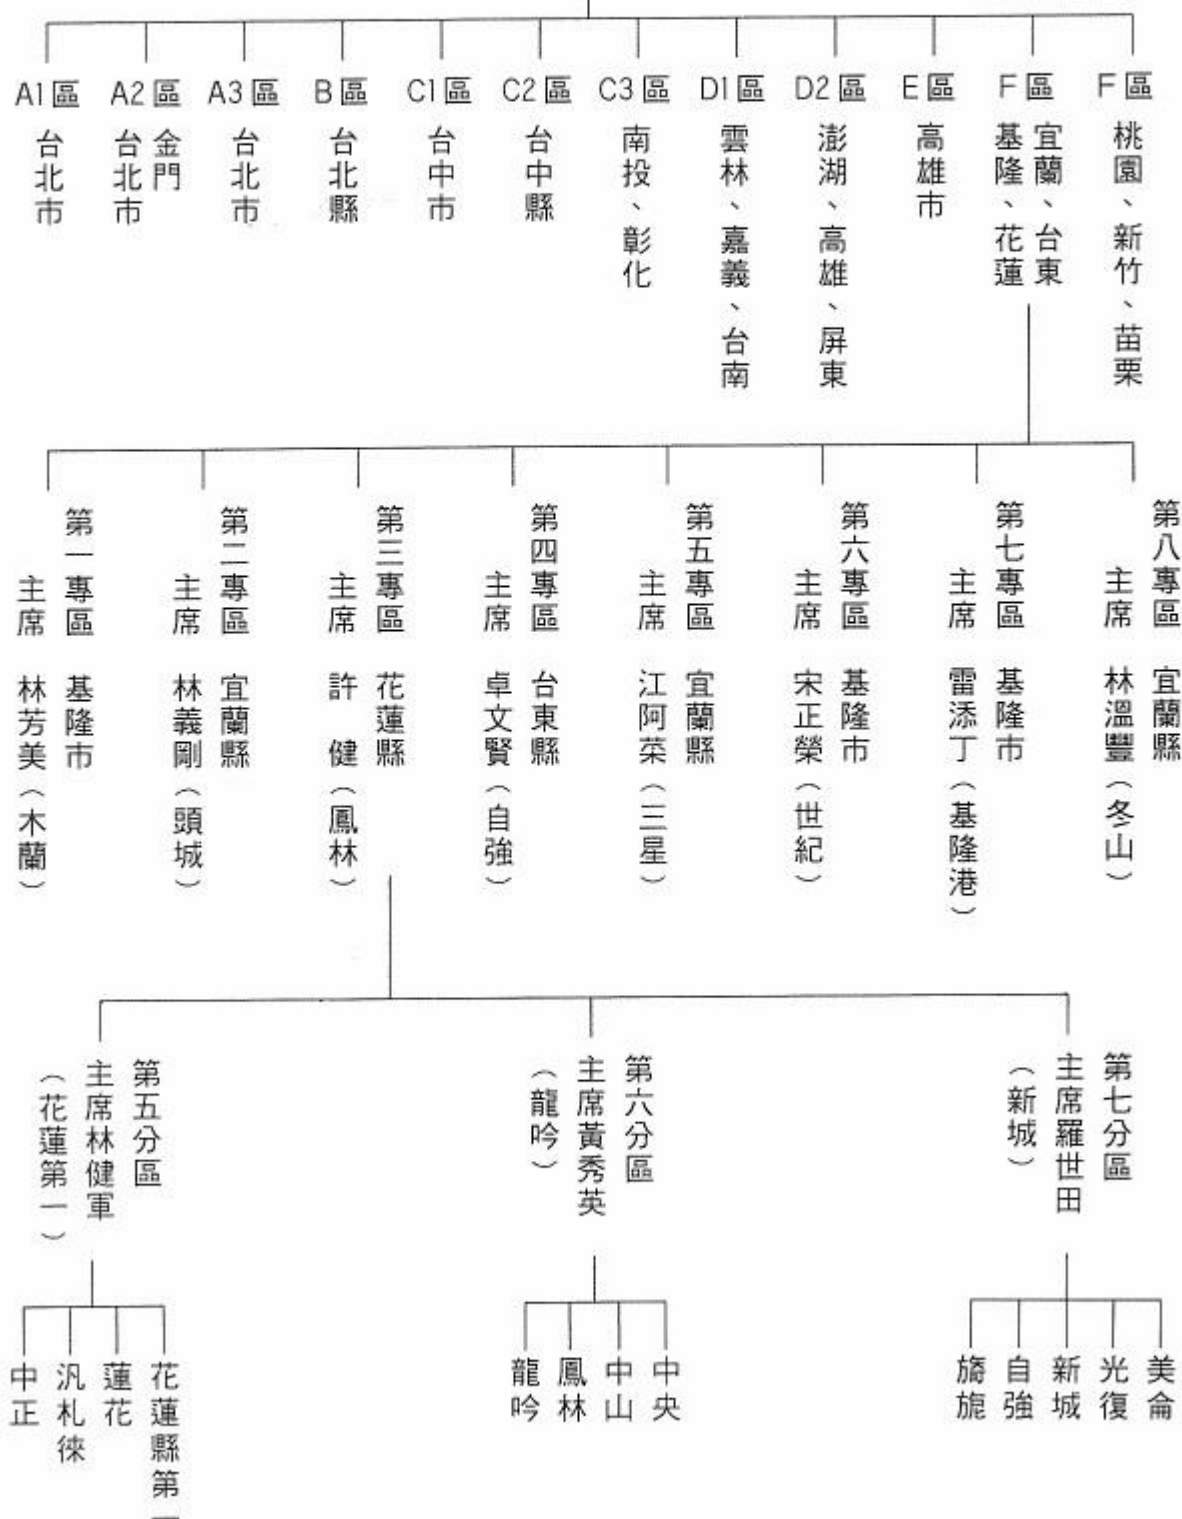 A1區
台北市
A2區
金門
台北市
A3區
台北市
B區
台北縣
C1區
台中市
C2區
台中縣
C3區
南投、彰化
D1區
雲林、嘉義、台南
D2區
澎湖、高雄、屏東
E區
高雄市
F區
宜蘭、台東
基隆、花蓮
F區
桃園、新竹、苗栗
第一專區 基隆市
主席 林芳美（木蘭）
第二專區 宜蘭縣
主席 林義剛（頭城）
第三專區 花蓮縣
主席 許 健（鳳林）
第四專區 台東縣
主席 卓文賢（自強）
第五專區 宜蘭縣
主席 江阿菜（三星）
第六專區 基隆市
主席 宋正榮（世紀）
第七專區 基隆市
主席 雷添丁（基隆港）
第八專區 宜蘭縣
主席 林溫豐（冬山）
第五分區
主席林健軍
（花蓮第一）
第六分區
主席黃秀英
（龍吟）
第七分區
主席羅世田
（新城）
中正
汎札徠
蓮花
花蓮縣第一
龍吟
鳳林
中山
中央
旖旎
自強
新城
光復
美侖